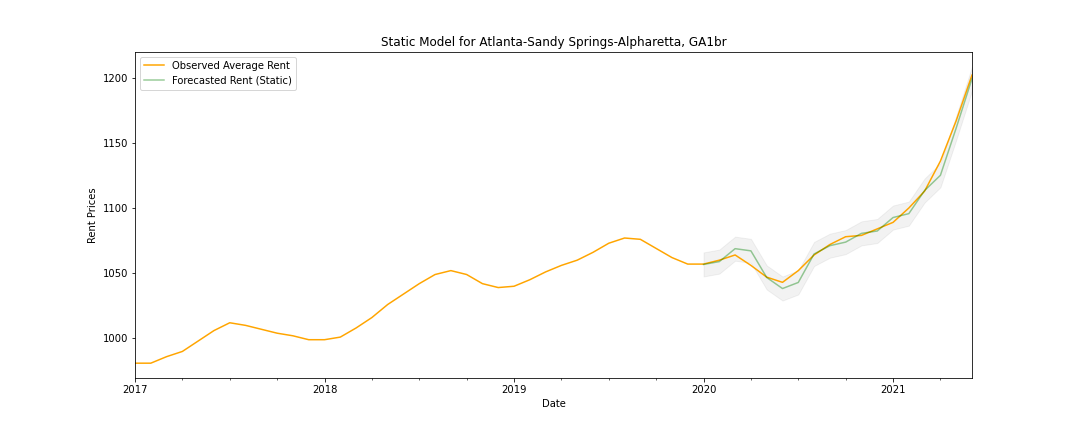 Static Model for Atlanta-Sandy Springs-Alpharetta, GA1br
Observed Average Rent
Forecasted Rent (Static)
1200
1150
1100
1050
1000
Rent Prices
2017
2018
2019
2020
2021
Date